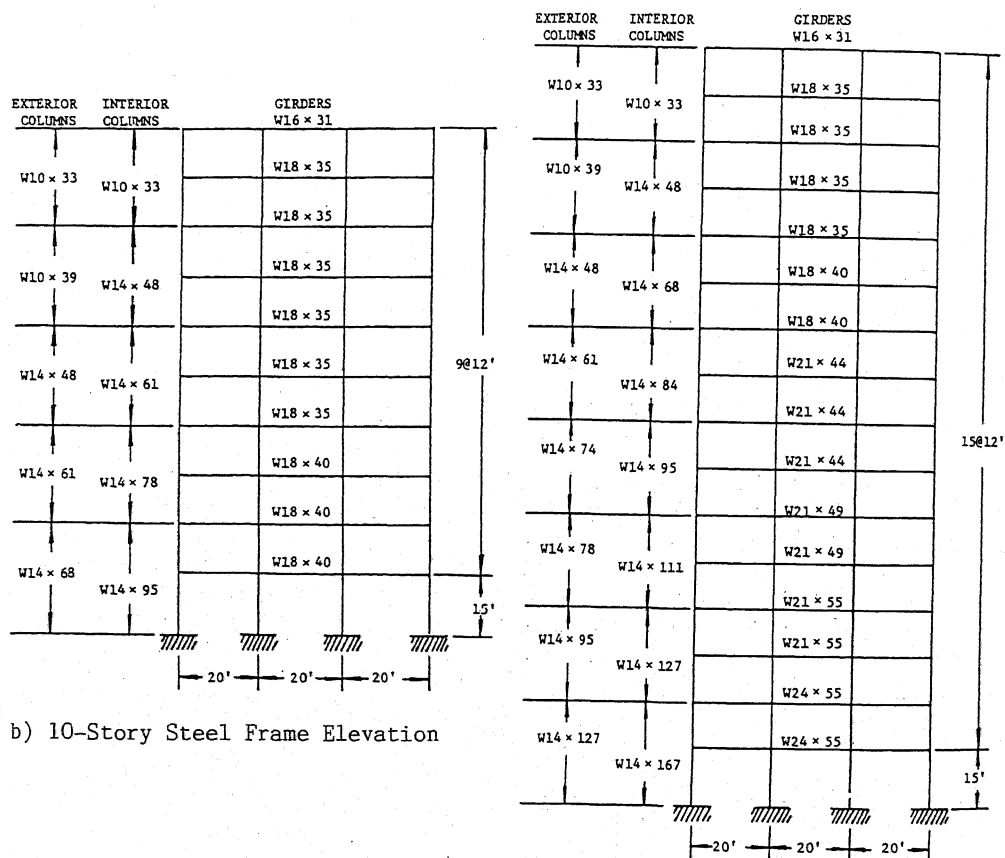 EXTERIOR INTERIOR GIRDERS
COLUMNS COLUMNS W16 × 31
W18 × 35
W10 × 33 W10 × 33
W18 × 35
W18 × 35
W10 × 39 W14 × 48
W18 × 35
W18 × 35
W14 × 48 W14 × 61
W18 × 35
W18 × 40
W14 × 61 W14 × 78
W18 × 40
W18 × 40
W14 × 68 W14 × 95
9@12'
15'
20' 20' 20'
b) 10-Story Steel Frame Elevation
EXTERIOR INTERIOR GIRDERS
COLUMNS COLUMNS W16 × 31
W18 × 35
W10 × 33 W10 × 33
W18 × 35
W18 × 35
W10 × 39 W14 × 48
W18 × 35
W18 × 40
W14 × 48 W14 × 68
W18 × 40
W21 × 44
W14 × 61 W14 × 84
W21 × 44
W21 × 44
W14 × 74 W14 × 95
W21 × 49
W21 × 49
W14 × 78 W14 × 111
W21 × 55
W21 × 55
W14 × 95 W14 × 127
W24 × 55
W24 × 55
W14 × 127 W14 × 167
15@12'
15'
20' 20' 20'